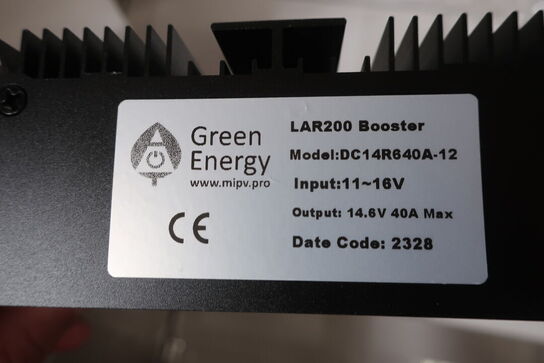 Green
Energy
www.mipv.pro
CE
LAR200 Booster
Model:DC14R640A-12
Input:11~16V
Output: 14.6V 40A Max
Date Code: 2328